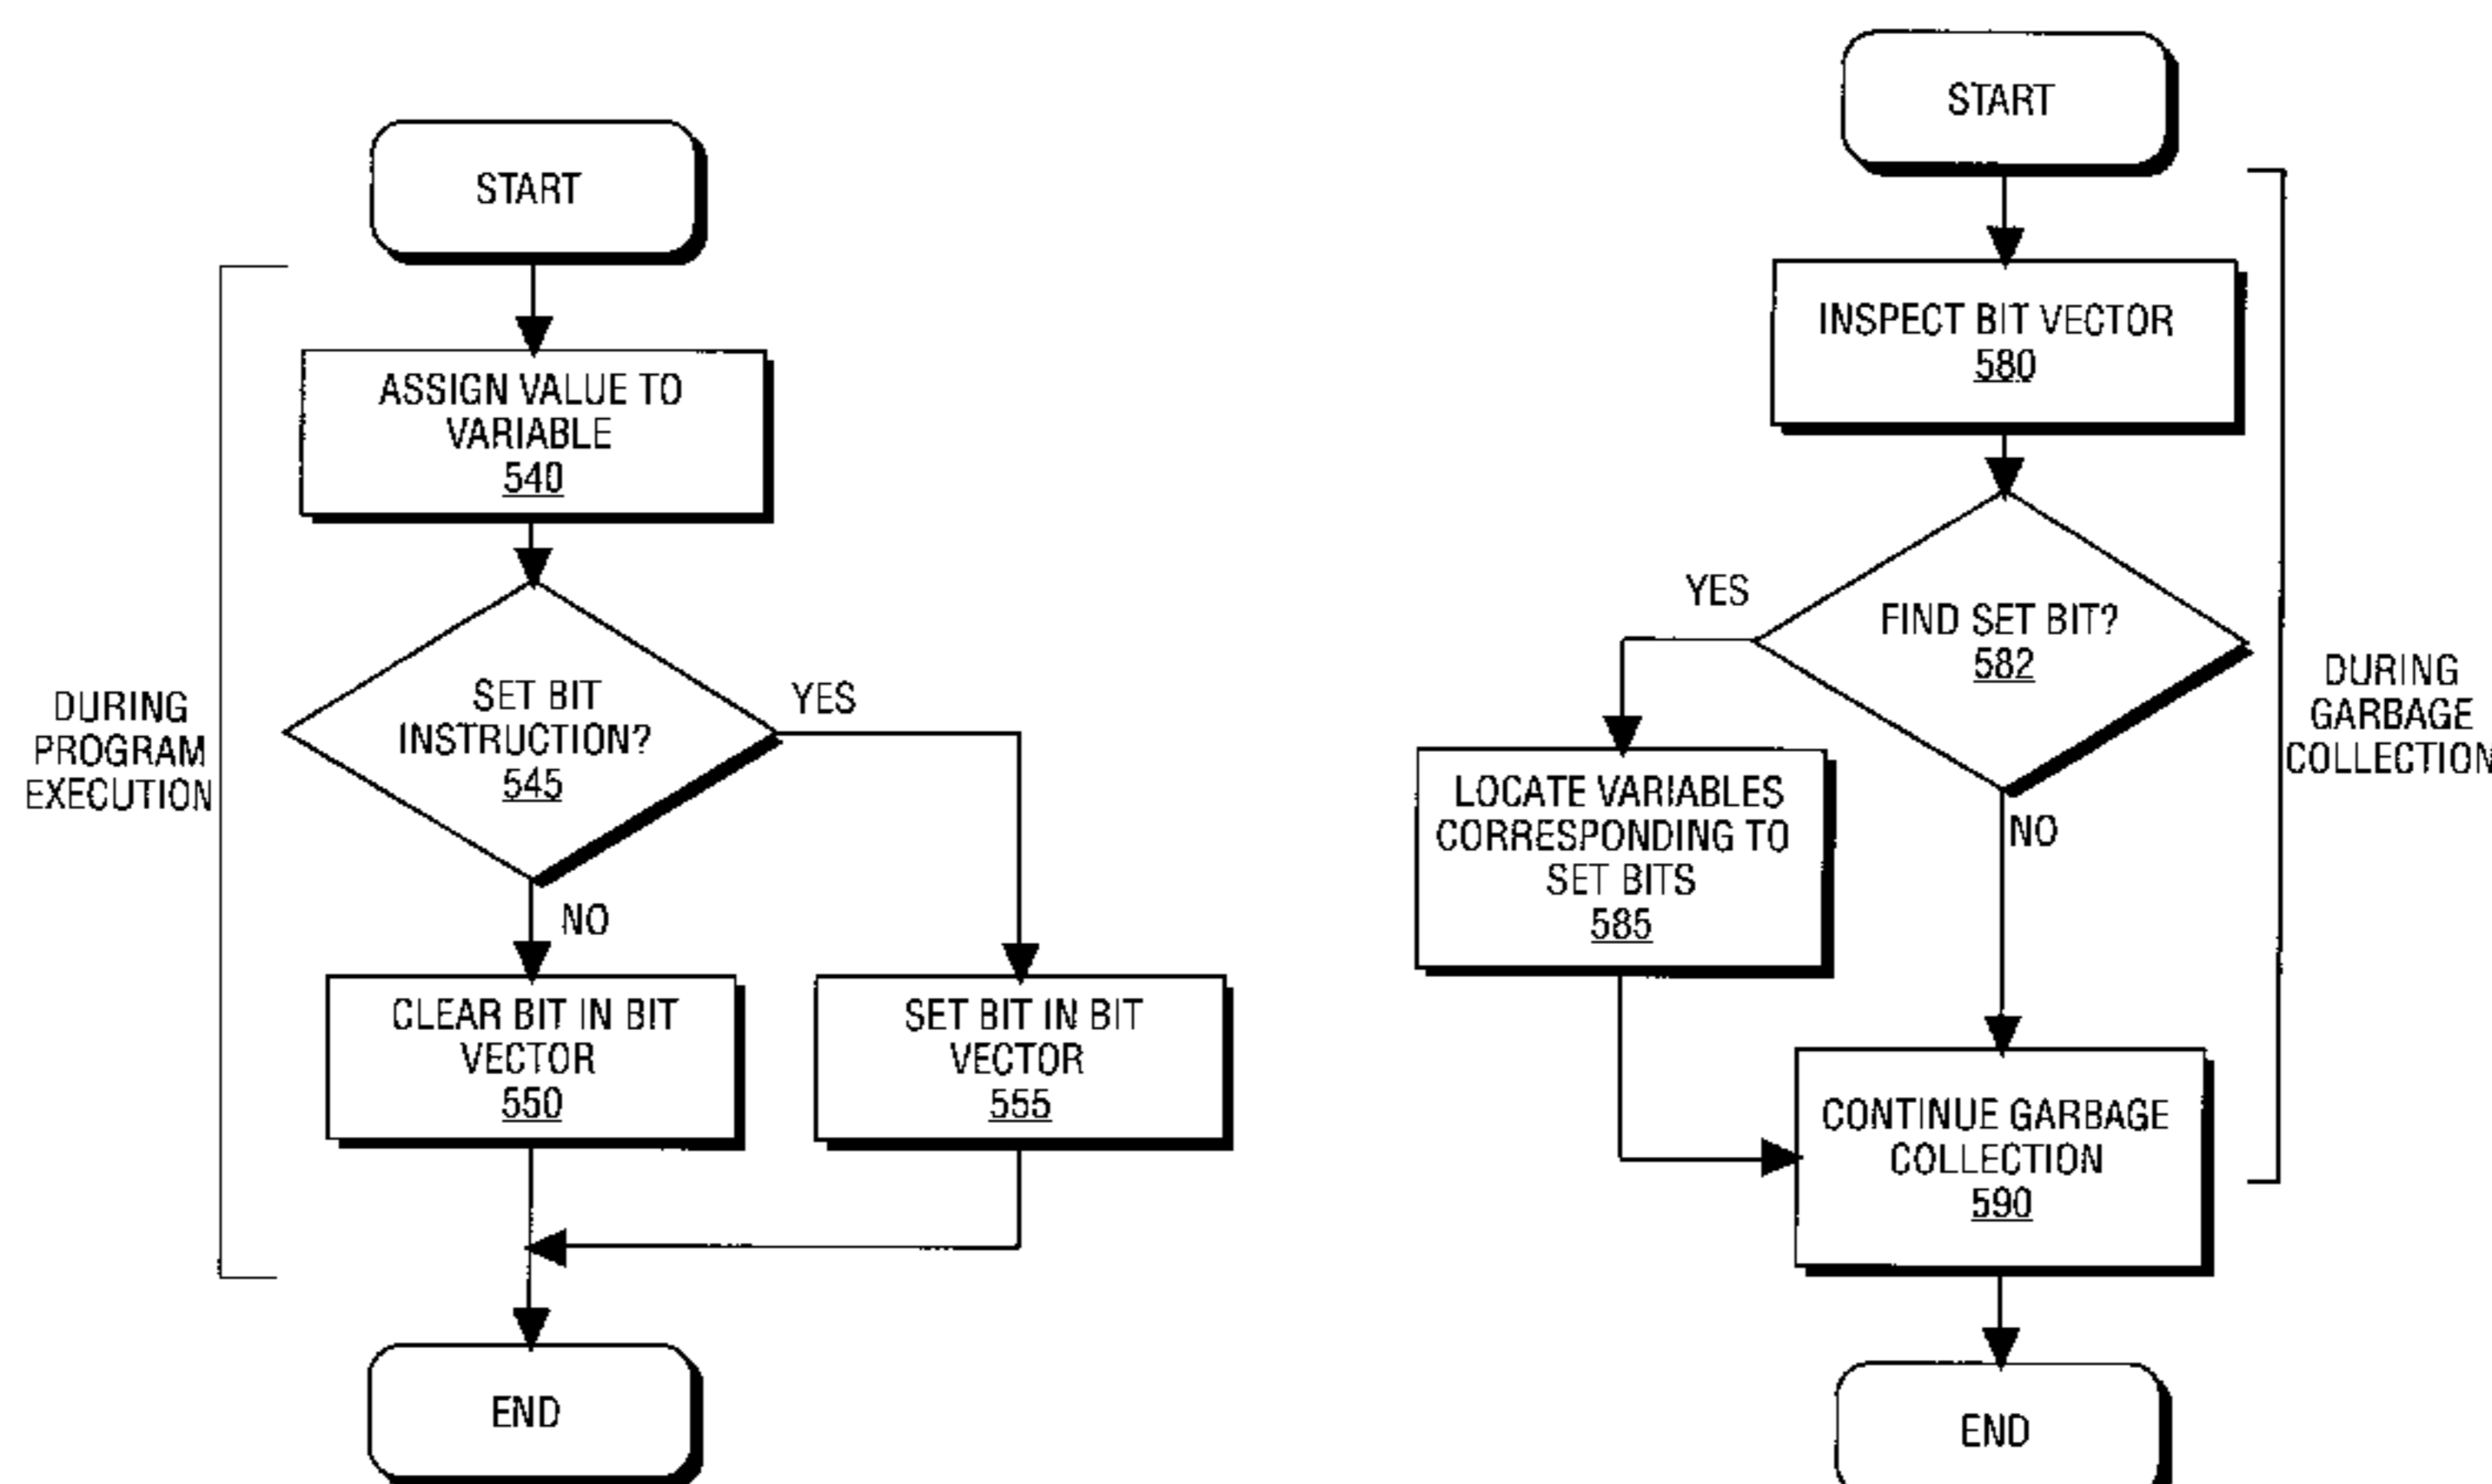 START
ASSIGN VALUE TO
VARIABLE
540
SET BIT
INSTRUCTION?
545
YES
NO
DURING
PROGRAM
EXECUTION
CLEAR BIT IN BIT
VECTOR
550
SET BIT IN BIT
VECTOR
555
END
START
INSPECT BIT VECTOR
580
FIND SET BIT?
582
YES
NO
DURING
GARBAGE
COLLECTION
LOCATE VARIABLES
CORRESPONDING TO
SET BITS
585
CONTINUE GARBAGE
COLLECTION
590
END